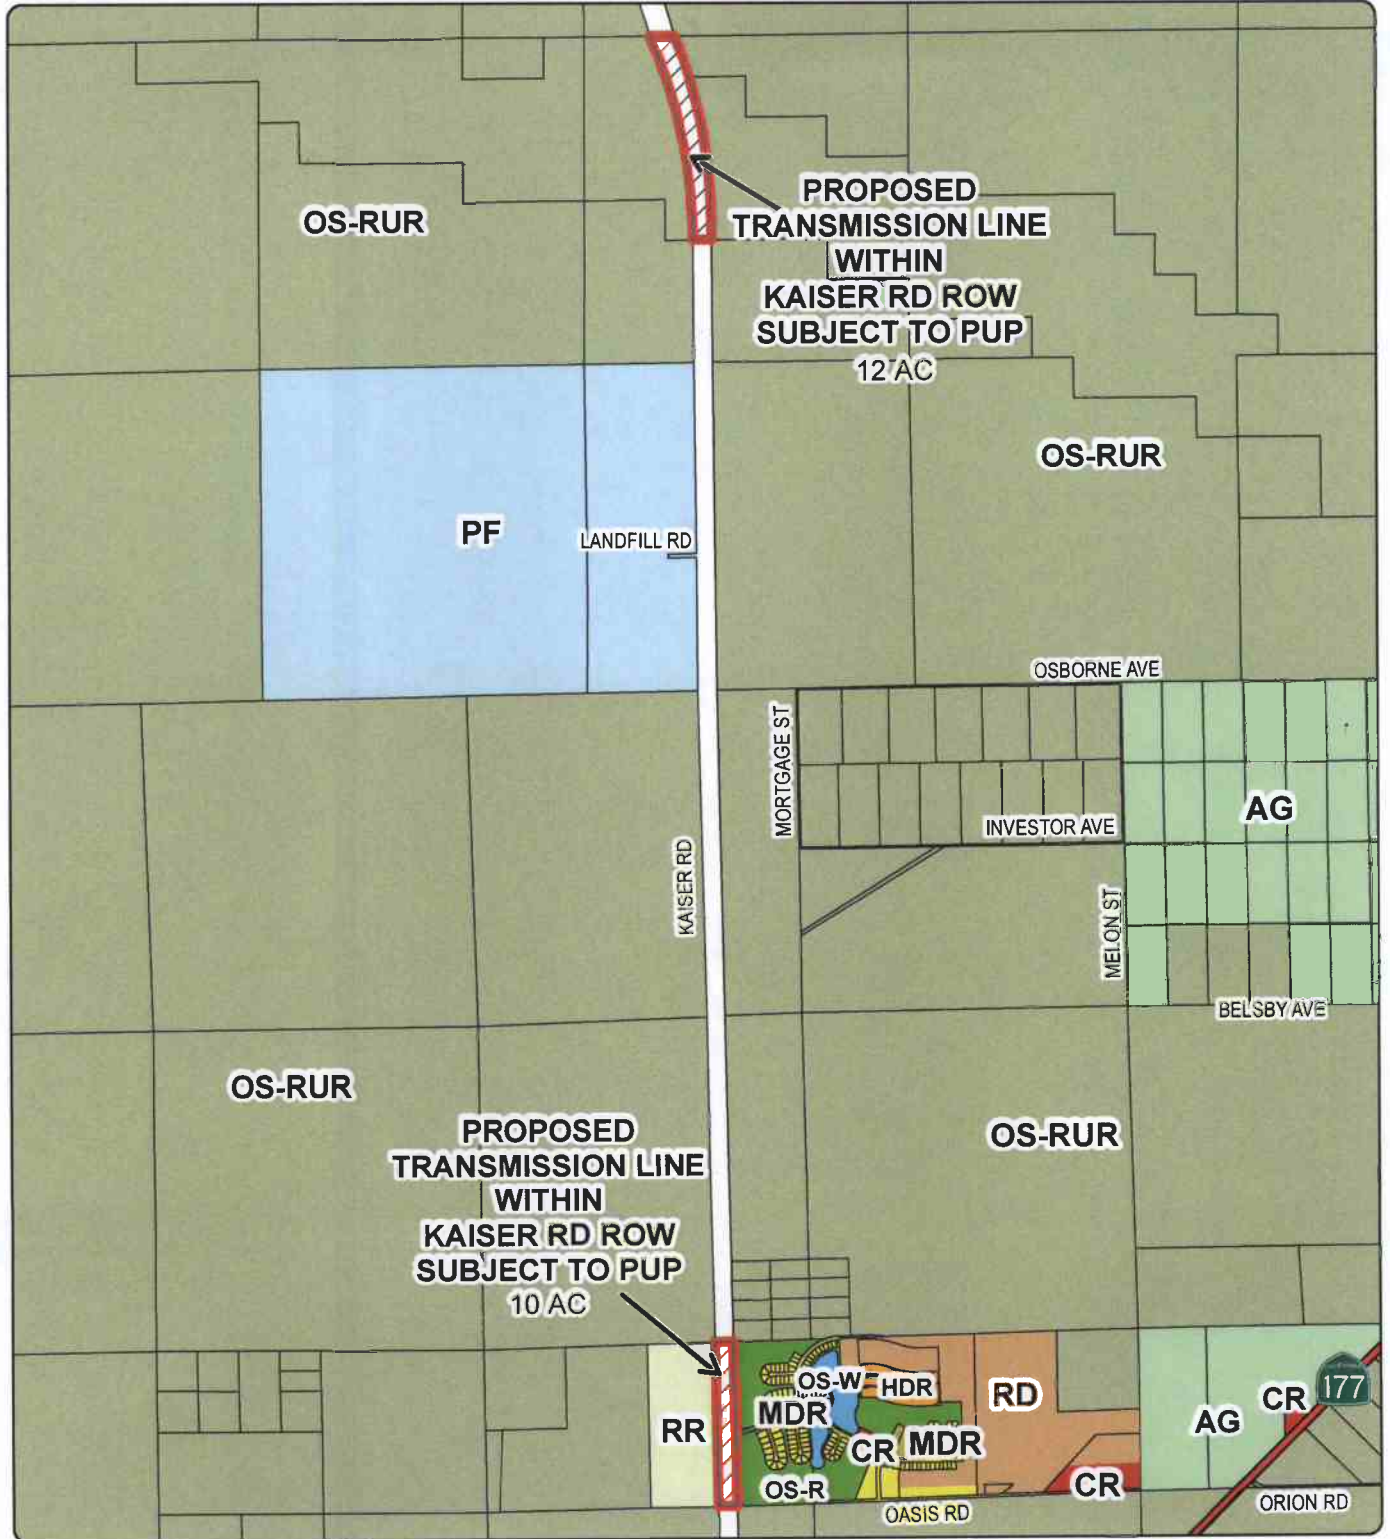 OS-RUR
PROPOSED
TRANSMISSION LINE
WITHIN
KAISER RD ROW
SUBJECT TO PUP
12 AC
OS-RUR
PF
LANDFILL RD
OSBORNE AVE
MORTGAGE ST
AG
INVESTOR AVE
KAISER RD
MELON ST
BELSBY AVE
OS-RUR
PROPOSED
TRANSMISSION LINE
WITHIN
KAISER RD ROW
SUBJECT TO PUP
10 AC
OS-RUR
OS-W
HDR
RD
177
CR
MDR
AG
RR
CR
MDR
OS-R
CR
OASIS RD
ORION RD